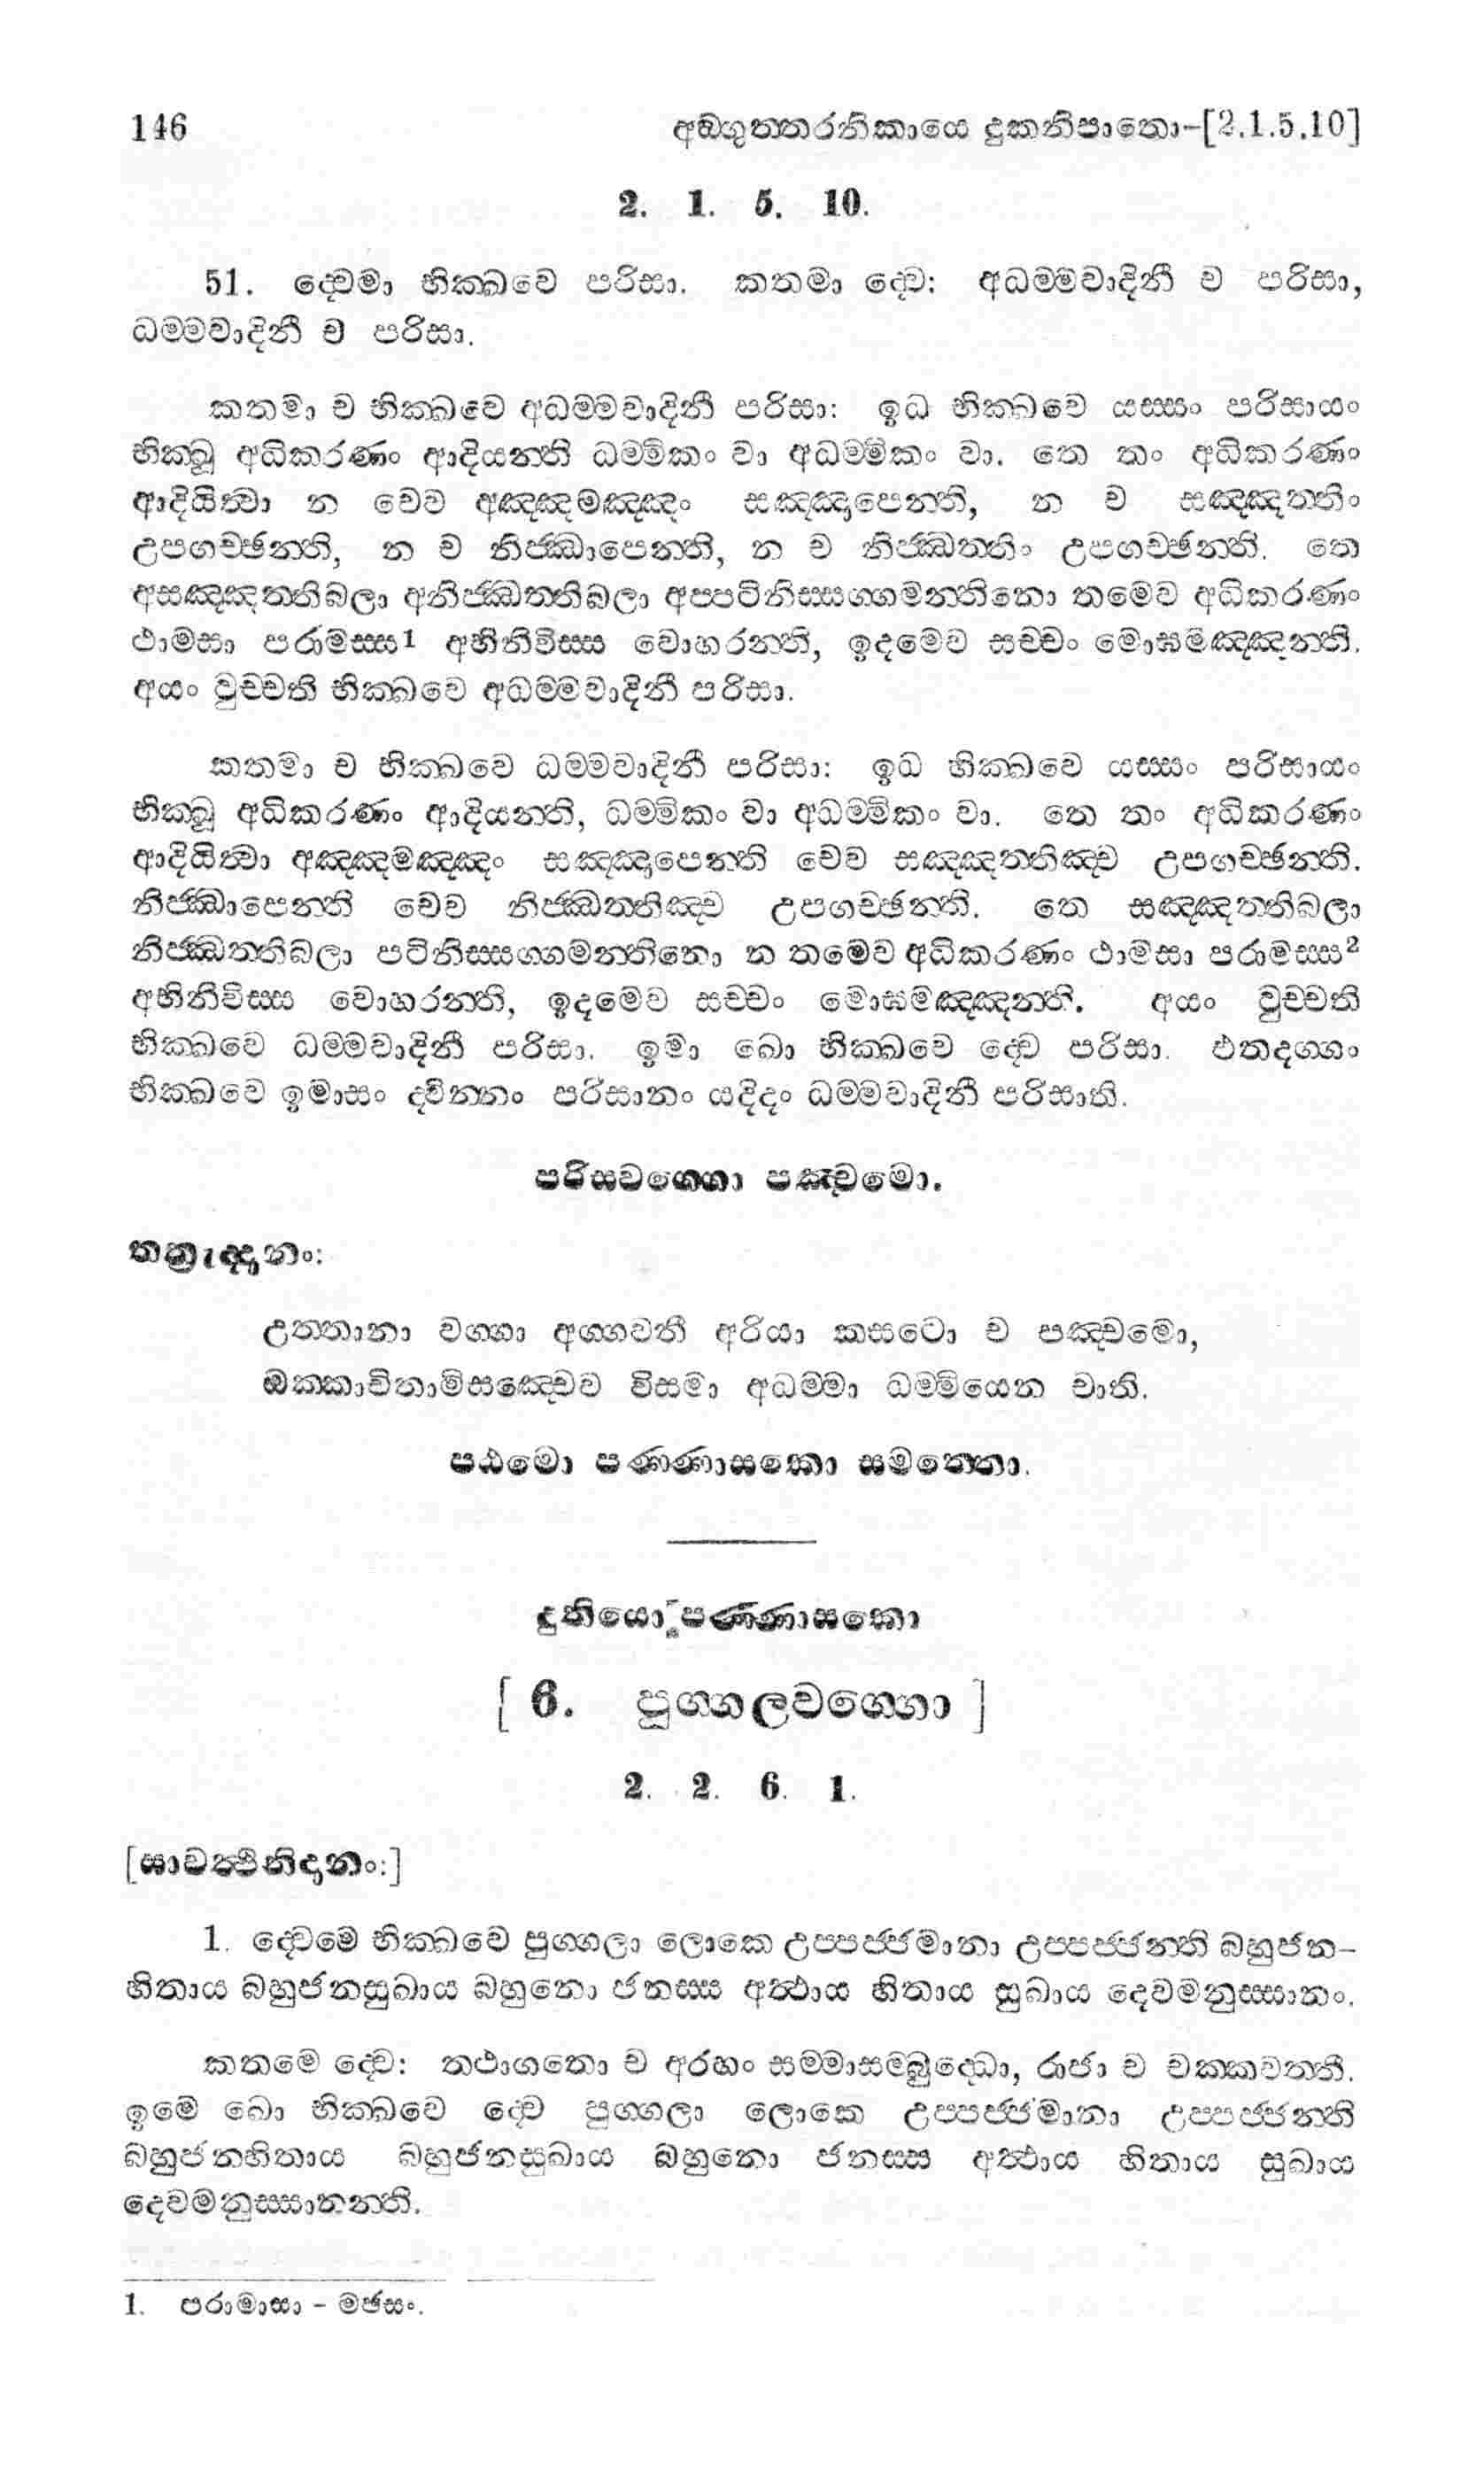 146 අඞ්ගුත්තරනිකායෙ දුකනිපාතො-[2.1.5.10]
2. 1. 5. 10.
51. ද්වෙමා භික්ඛවෙ පරිසා. කතමා ද්වෙ: අධම්මවාදිනී ච පරිසා,
ධම්මවාදිනී ච පරිසා.
කතමා ච භික්ඛවෙ අධම්මවාදිනී පරිසා: ඉධ භික්ඛවෙ යස්සං පරිසායං
භික්ඛූ අධිකරණං ආදියන්ති ධම්මිකං වා අධම්මිකං වා. තෙ තං අධිකරණං
ආදියිත්වා න චෙව අඤ්ඤමඤ්ඤං සඤ්ඤාපෙන්ති, න ච සඤ්ඤත්තිං
උපගච්ඡන්ති, න ච නිජ්ඣාපෙන්ති, න ච නිජ්ඣත්තිං උපගච්ඡන්ති. තෙ
අසඤ්ඤත්තිබලා අනිජ්ඣත්තිබලා අප්පටිනිස්සග්ගමන්තිනො තමෙව අධිකරණං
ථාමසා පරාමස්ස1 අභිනිවිස්ස වොහරන්ති, ඉදමෙව සච්චං මොඝමඤ්ඤන්ති.
අයං වුච්චති භික්ඛවෙ අධම්මවාදිනී පරිසා.
කතමා ච භික්ඛවෙ ධම්මවාදිනී පරිසා: ඉධ භික්ඛවෙ යස්සං පරිසායං
භික්ඛූ අධිකරණං ආදියන්ති, ධම්මිකං වා අධම්මිකං වා. තෙ තං අධිකරණං
ආදියිත්වා අඤ්ඤමඤ්ඤං සඤ්ඤාපෙන්ති චෙව සඤ්ඤත්තිඤ්ච උපගච්ඡන්ති.
නිජ්ඣාපෙන්ති චෙව නිජ්ඣත්තිඤ්ච උපගච්ඡන්ති. තෙ සඤ්ඤත්තිබලා
නිජ්ඣත්තිබලා පටිනිස්සග්ගමන්තිනො න තමෙව අධිකරණං ථාමසා පරාමස්ස2
අභිනිවිස්ස වොහරන්ති, ඉදමෙව සච්චං මොඝමඤ්ඤන්ති. අයං වුච්චති
භික්ඛවෙ ධම්මවාදිනී පරිසා. ඉමා ඛො භික්ඛවෙ ද්වෙ පරිසා. එතදග්ගං
භික්ඛවෙ ඉමාසං ද්වින්නං පරිසානං යදිදං ධම්මවාදිනී පරිසාති.
පරිසවග්ගො පඤ්චමො.
තත්‍රැද්දානං:
උත්තානා වග්ගා අග්ගවතී අරියා කසටො ච පඤ්චමො,
ඔක්කාචිතාමිසඤ්චෙව විසමා අධම්මා ධම්මියෙන චාති.
පඨමො පණ්ණාසකො සමත්තො.
දුතියො පණ්ණාසකො
[ 6. පුග්ගලවග්ගො ]
2. 2. 6. 1.
[සාවත්ථිනිදානං:]
1. ද්වෙමෙ භික්ඛවෙ පුග්ගලා ලොකෙ උප්පජ්ජමානා උප්පජ්ජන්ති බහුජන-
හිතාය බහුජනසුඛාය බහුනො ජනස්ස අත්ථාය හිතාය සුඛාය දෙවමනුස්සානං.
කතමෙ ද්වෙ: තථාගතො ච අරහං සම්මාසම්බුද්ධො, රාජා ච චක්කවත්තී.
ඉමෙ ඛො භික්ඛවෙ ද්වෙ පුග්ගලා ලොකෙ උප්පජ්ජමානා උප්පජ්ජන්ති
බහුජනහිතාය බහුජනසුඛාය බහුනො ජනස්ස අත්ථාය හිතාය සුඛාය
දෙවමනුස්සානන්ති.
1. පරාමාසා - මඡසං.